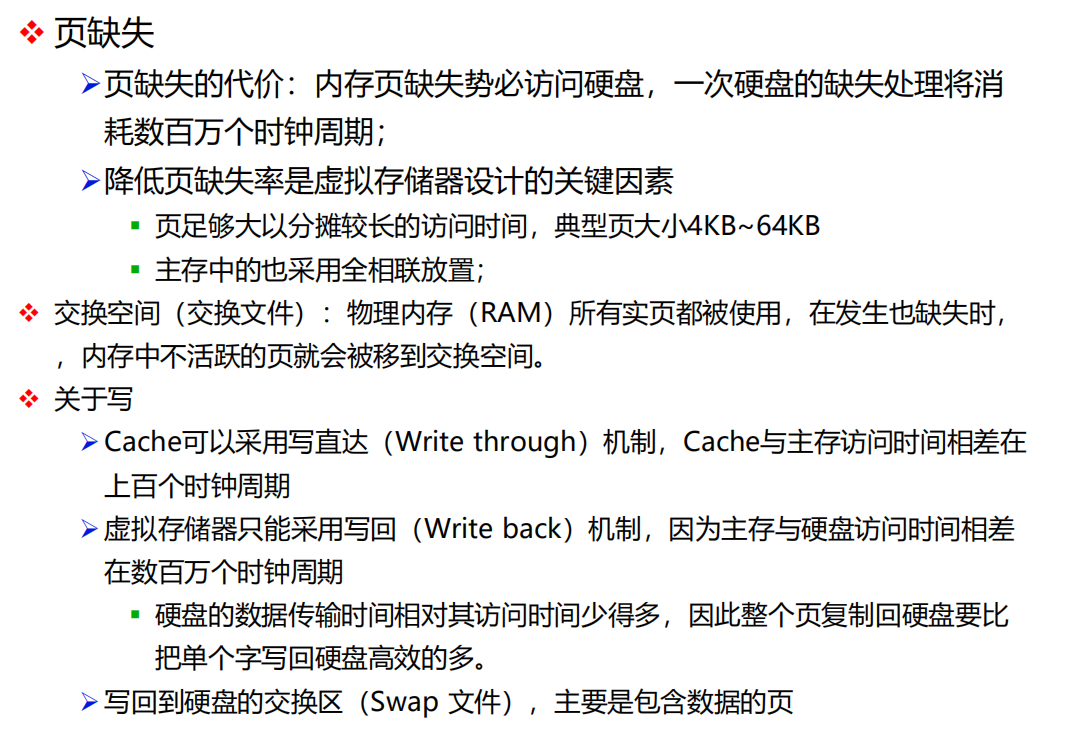 页缺失
页缺失的代价：内存页缺失势必访问硬盘，一次硬盘的缺失处理将消
耗数百万个时钟周期；
降低页缺失率是虚拟存储器设计的关键因素
页足够大以分摊较长的访问时间，典型页大小4KB~64KB
主存中的也采用全相联放置；
交换空间（交换文件）：物理内存（RAM）所有实页都被使用，在发生也缺失时，
，内存中不活跃的页就会被移到交换空间。
关于写
Cache可以采用写直达（Write through）机制，Cache与主存访问时间相差在
上百个时钟周期
虚拟存储器只能采用写回（Write back）机制，因为主存与硬盘访问时间相差
在数百万个时钟周期
硬盘的数据传输时间相对其访问时间少得多，因此整个页复制回硬盘要比
把单个字写回硬盘高效的多。
写回到硬盘的交换区（Swap 文件），主要是包含数据的页